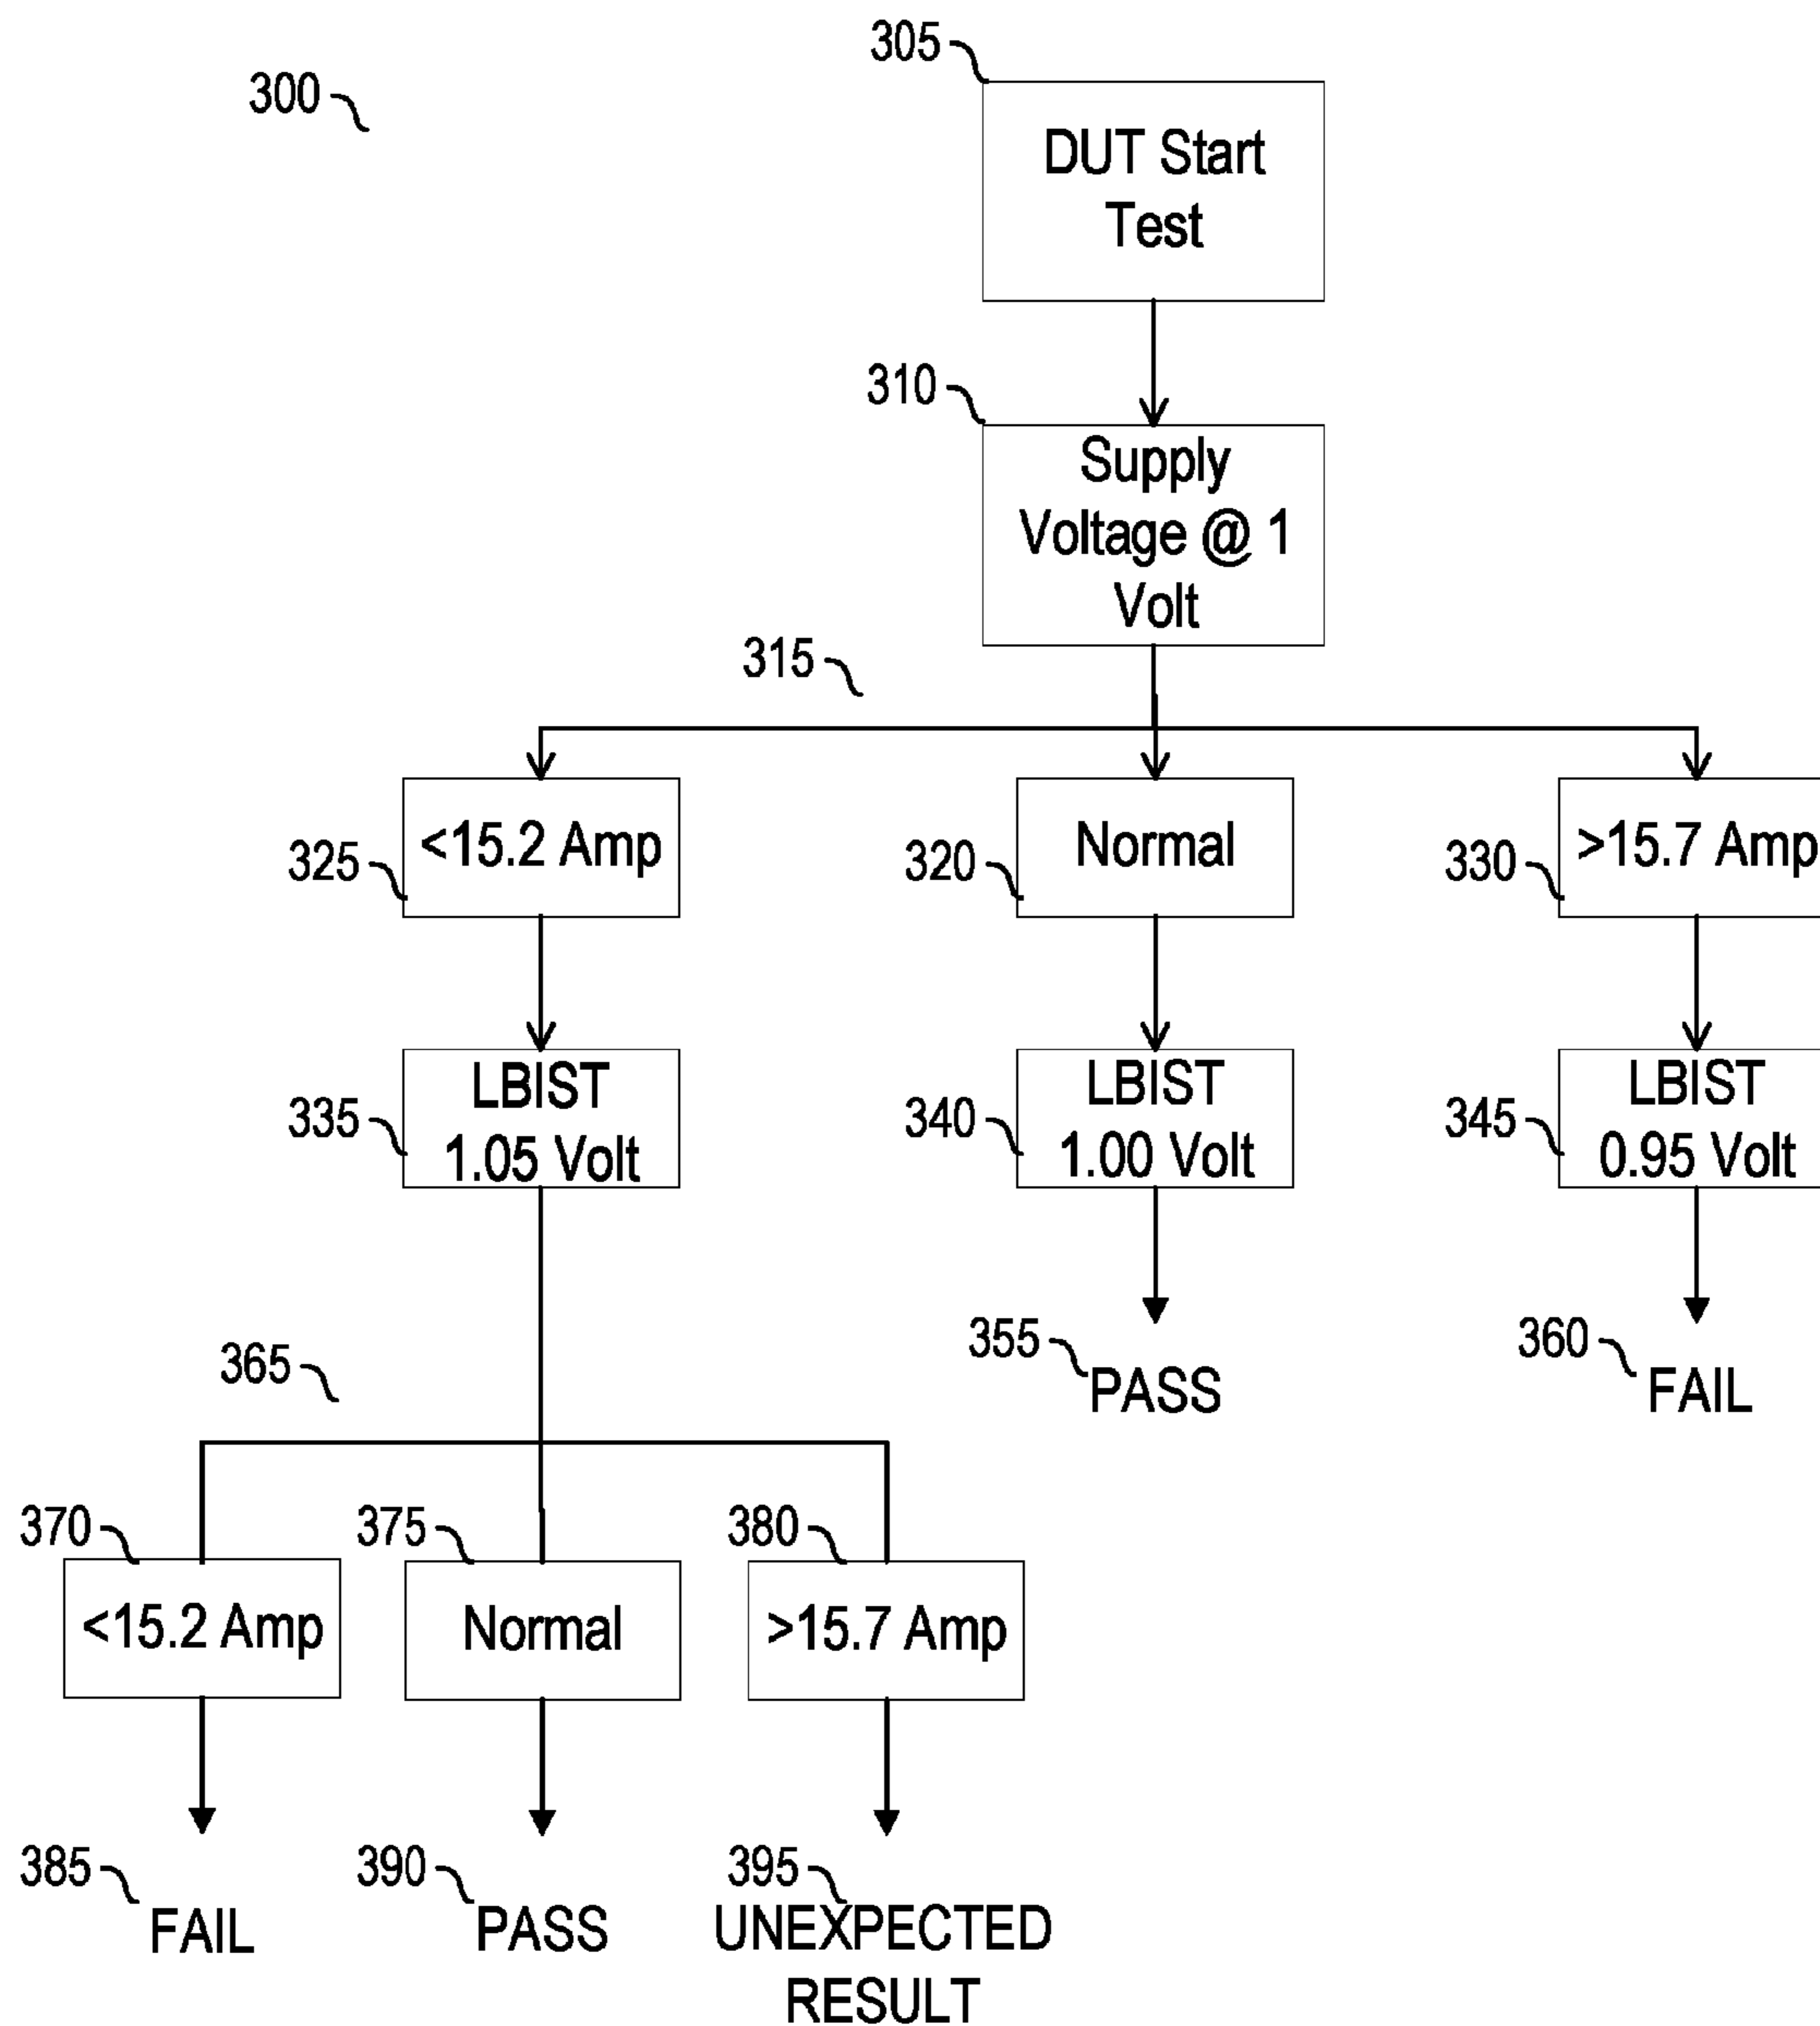 305
300
DUT Start
Test
310
Supply
Voltage @ 1
Volt
315
<15.2 Amp
Normal
>15.7 Amp
325
320
330
LBIST
1.05 Volt
LBIST
1.00 Volt
LBIST
0.95 Volt
335
340
345
355
PASS
360
FAIL
365
370
375
380
<15.2 Amp
Normal
>15.7 Amp
385
FAIL
390
PASS
395
UNEXPECTED
RESULT